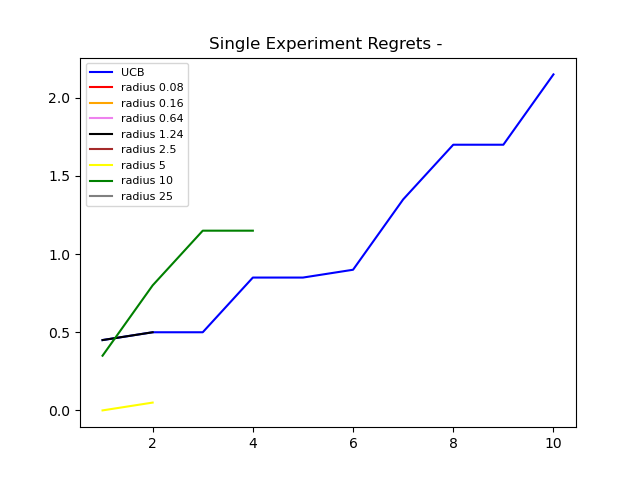 Single Experiment Regrets -
UCB
radius 0.08
radius 0.16
radius 0.64
radius 1.24
radius 2.5
radius 5
radius 10
radius 25
2.0
1.5
1.0
0.5
0.0
2 4 6 8 10